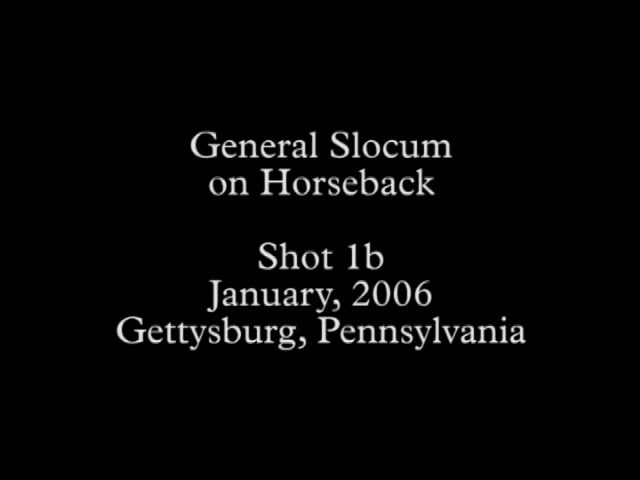 General Slocum
on Horseback
Shot 1b
January, 2006
Gettysburg, Pennsylvania